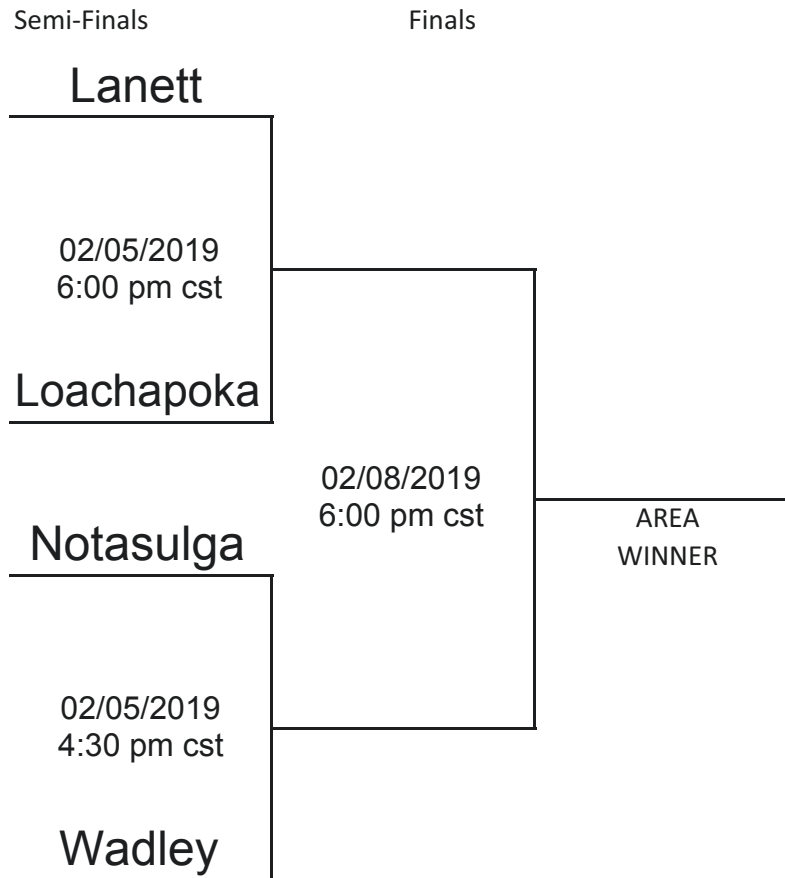 Semi-Finals
Finals
Lanett
02/05/2019
6:00 pm cst
Loachapoka
02/08/2019
6:00 pm cst
AREA
WINNER
Notasulga
02/05/2019
4:30 pm cst
Wadley